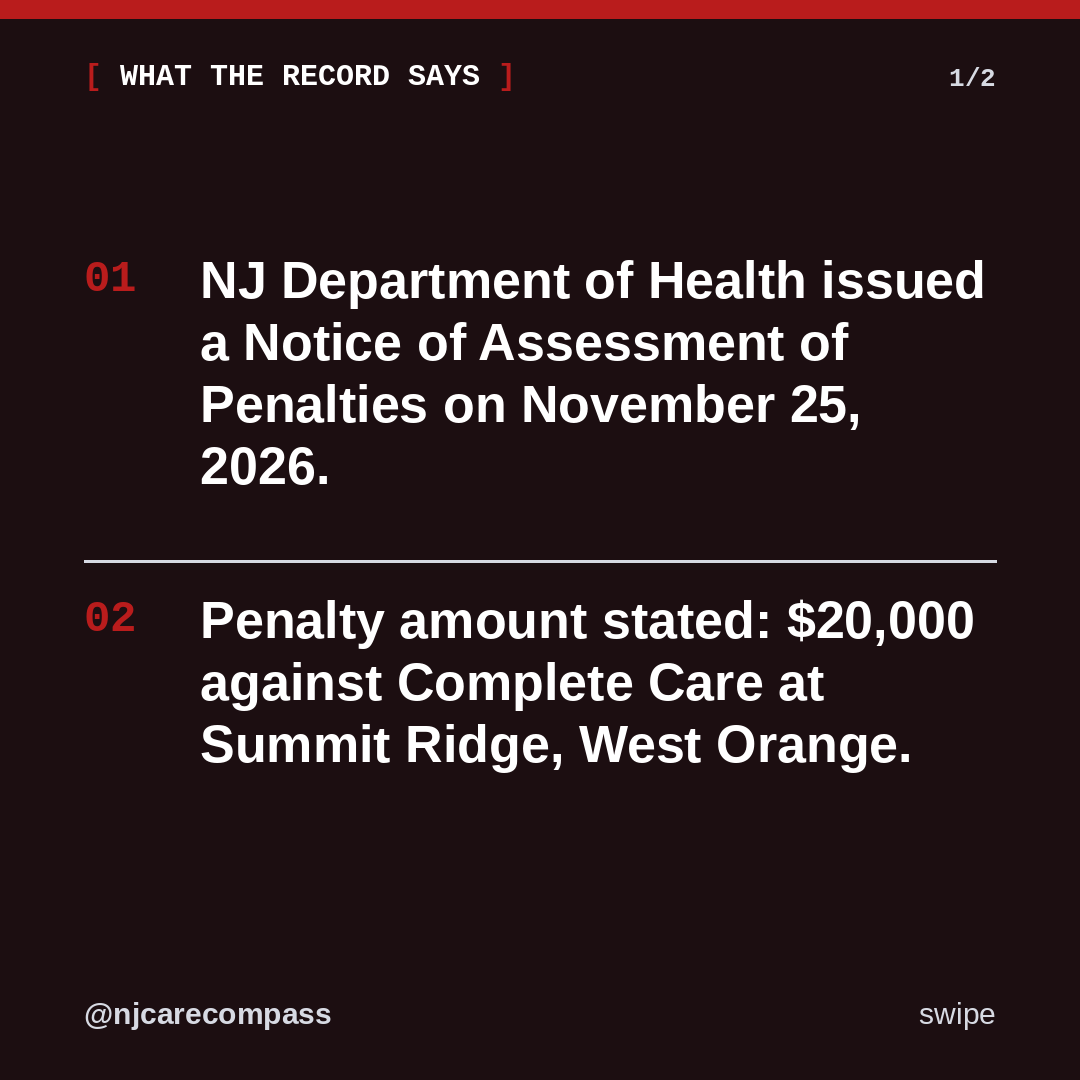 [ WHAT THE RECORD SAYS ]
1/2
01
NJ Department of Health issued
a Notice of Assessment of
Penalties on November 25,
2026.
02
Penalty amount stated: $20,000
against Complete Care at
Summit Ridge, West Orange.
@njcarecompass
swipe